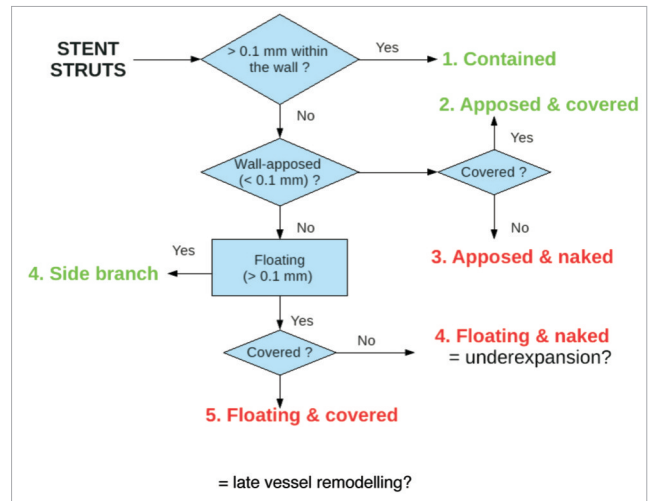 STENT
STRUTS
> 0.1 mm within
the wall ?
Yes
1. Contained
No
2. Apposed & covered
Yes
Wall-apposed
(< 0.1 mm) ?
Covered ?
No
No
3. Apposed & naked
Yes
Floating
(> 0.1 mm)
4. Side branch
Yes
Covered ?
No
4. Floating & naked
= underexpansion?
5. Floating & covered
= late vessel remodelling?